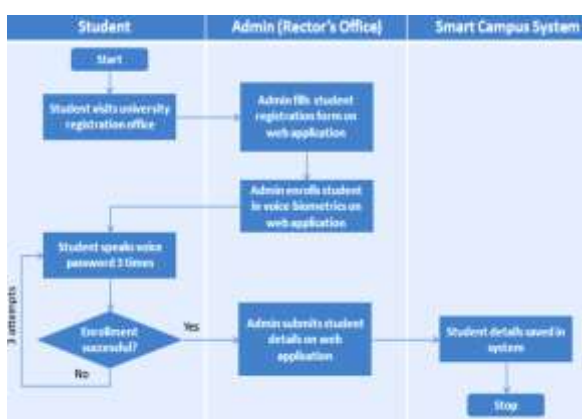 Student
Admin (Rector's Office)
Smart Campus System
Start
Student visits university
registration office
Admin fills student
registration form on
web application
Admin enrolls student
in voice biometrics on
web application
Student speaks voice
password 3 times
3 attempts
Enrollment
successful?
Yes
No
Admin submits student
details on web
application
Student details saved in
system
Stop